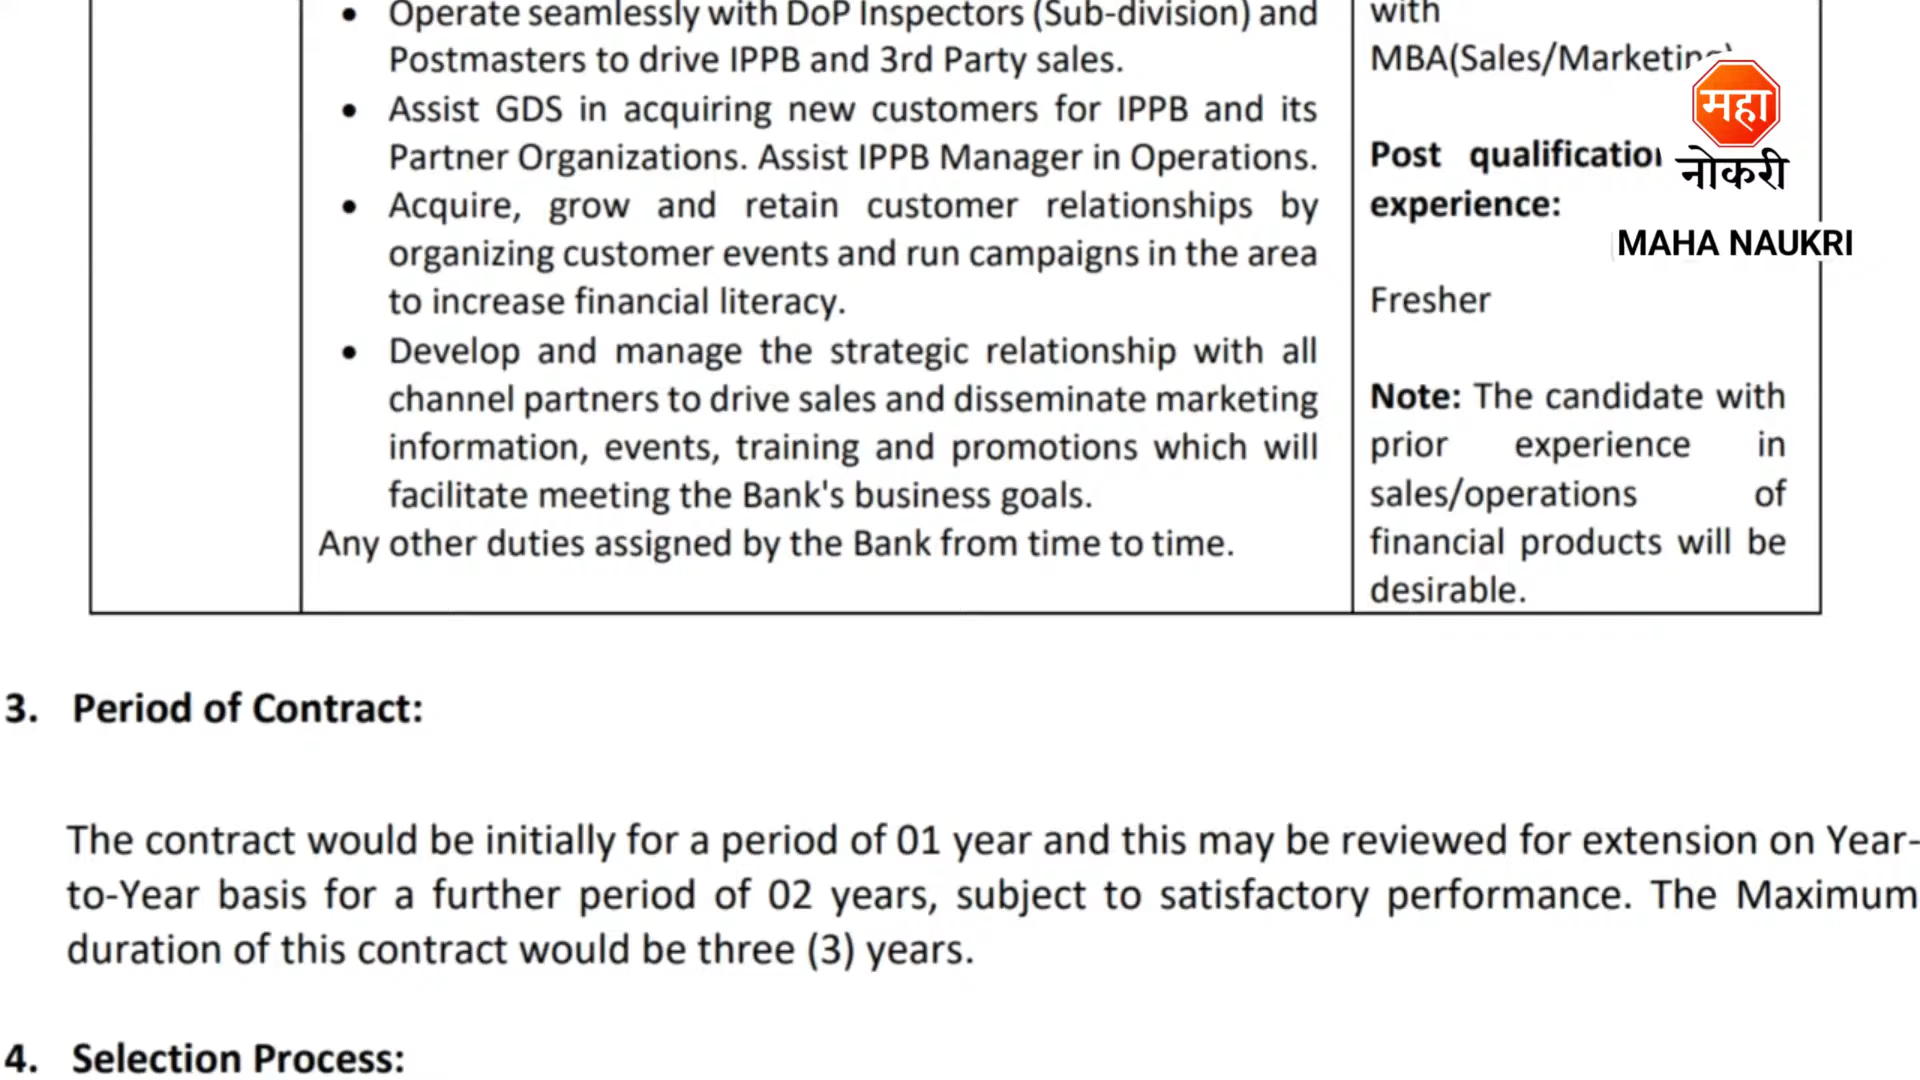 • Operate seamlessly with DoP Inspectors (Sub-division) and
Postmasters to drive IPPB and 3rd Party sales.
• Assist GDS in acquiring new customers for IPPB and its
Partner Organizations. Assist IPPB Manager in Operations.
• Acquire, grow and retain customer relationships by
organizing customer events and run campaigns in the area
to increase financial literacy.
• Develop and manage the strategic relationship with all
channel partners to drive sales and disseminate marketing
information, events, training and promotions which will
facilitate meeting the Bank's business goals.
Any other duties assigned by the Bank from time to time.
with
MBA(Sales/Marketing)
Post qualification
experience:
Fresher
Note: The candidate with
prior experience in
sales/operations of
financial products will be
desirable.
महा
नोकरी
MAHA NAUKRI
3. Period of Contract:
The contract would be initially for a period of 01 year and this may be reviewed for extension on Year-
to-Year basis for a further period of 02 years, subject to satisfactory performance. The Maximum
duration of this contract would be three (3) years.
4. Selection Process: